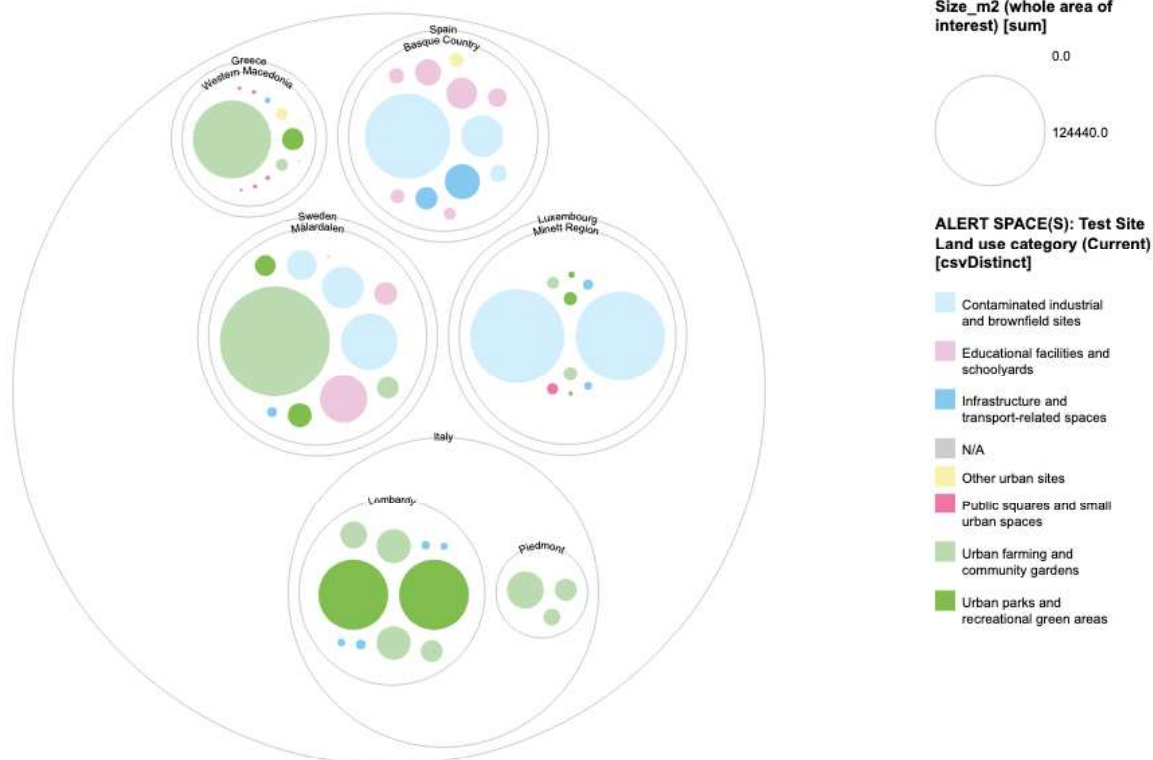 Spain
Basque Country
Greece
Western Macedonia
Sweden
Mälardalen
Luxembourg
Minett Region
Italy
Lombardy
Piedmont
Size_m2 (whole area of
interest) [sum]
0.0
124440.0
ALERT SPACE(S): Test Site
Land use category (Current)
[csvDistinct]
Contaminated industrial
and brownfield sites
Educational facilities and
schoolyards
Infrastructure and
transport-related spaces
N/A
Other urban sites
Public squares and small
urban spaces
Urban farming and
community gardens
Urban parks and
recreational green areas